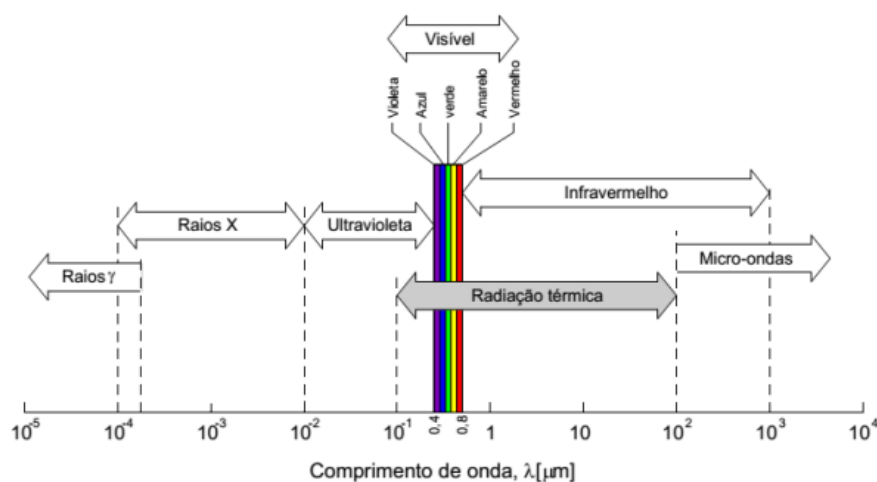 Visível
Violeta
Azul
verde
Amarelo
Vermelho
Infravermelho
Raios X
Ultravioleta
Micro-ondas
Raios γ
Radiação térmica
0,4
0,8
10⁻⁵
10⁻⁴
10⁻³
10⁻²
10⁻¹
1
10
10²
10³
10⁴
Comprimento de onda, λ[μm]